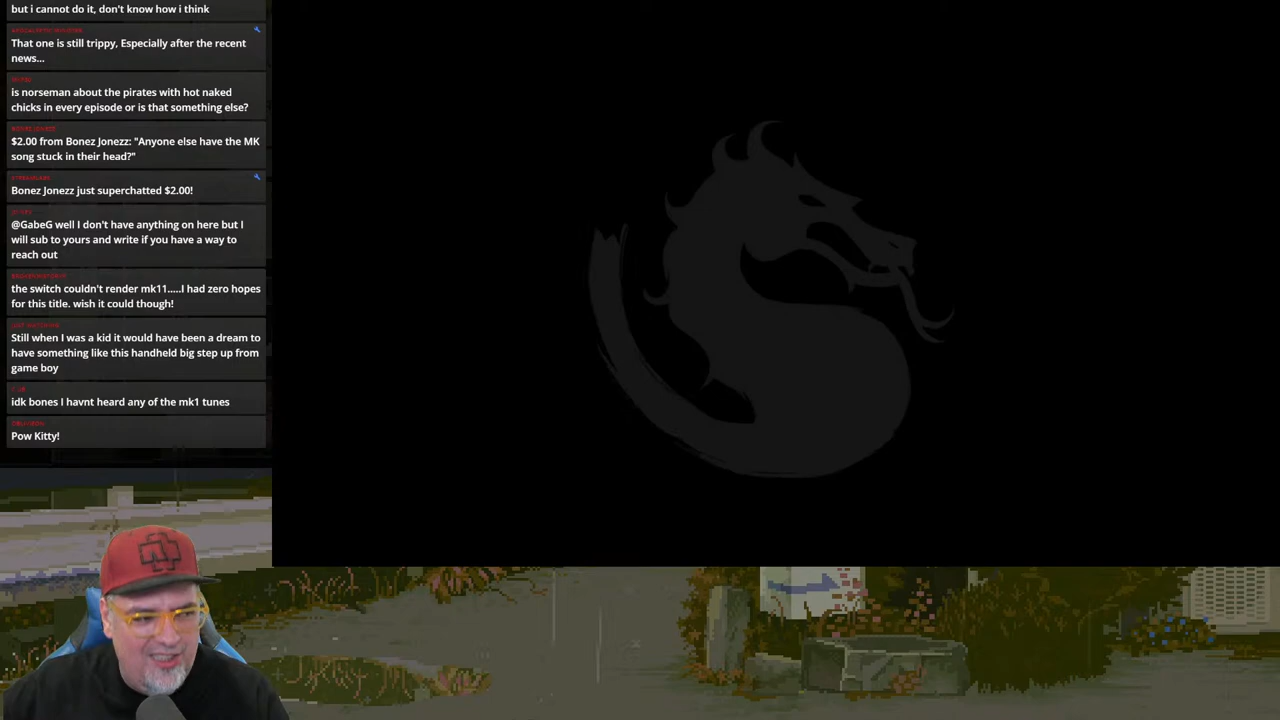 but i cannot do it, don't know how i think
That one is still trippy, Especially after the recent
news...
is norseman about the pirates with hot naked
chicks in every episode or is that something else?
BONEZ JONEZZ
$2.00 from Bonez Jonezz: "Anyone else have the MK
song stuck in their head?"
Bonez Jonezz just superchatted $2.00!
@GabeG well I don't have anything on here but I
will sub to yours and write if you have a way to
reach out
the switch couldn't render mk11.....I had zero hopes
for this title. wish it could though!
Still when I was a kid it would have been a dream to
have something like this handheld big step up from
game boy
idk bones I havnt heard any of the mk1 tunes
Pow Kitty!